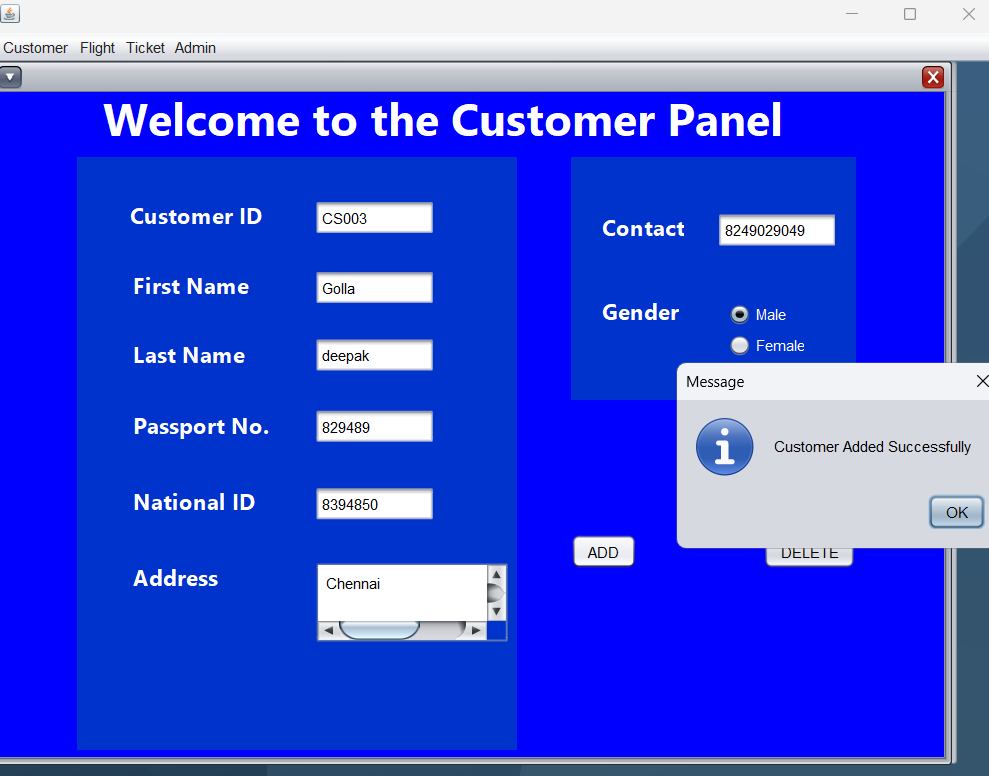 Customer Flight Ticket Admin
Welcome to the Customer Panel
Customer ID CS003
First Name Golla
Last Name deepak
Passport No. 829489
National ID 8394850
Address Chennai
Contact 8249029049
Gender Male
Female
Message
Customer Added Successfully
OK
ADD DELETE